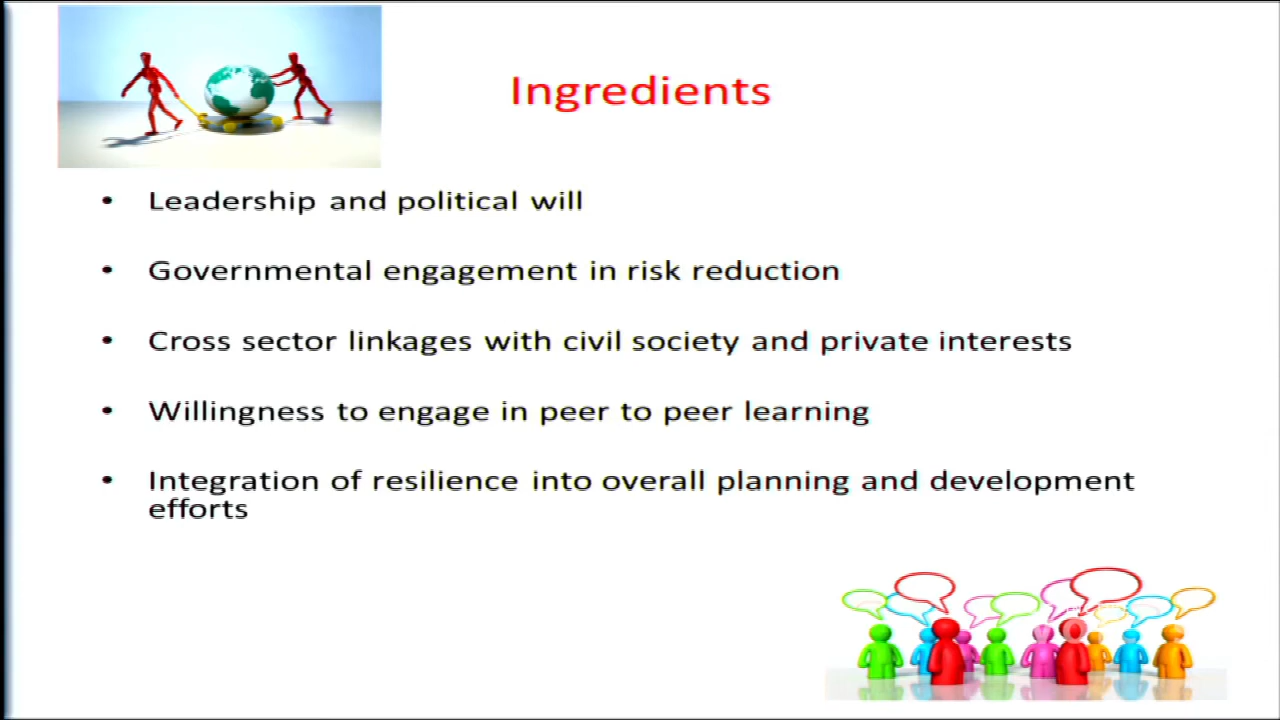 Ingredients
• Leadership and political will
• Governmental engagement in risk reduction
• Cross sector linkages with civil society and private interests
• Willingness to engage in peer to peer learning
• Integration of resilience into overall planning and development
efforts